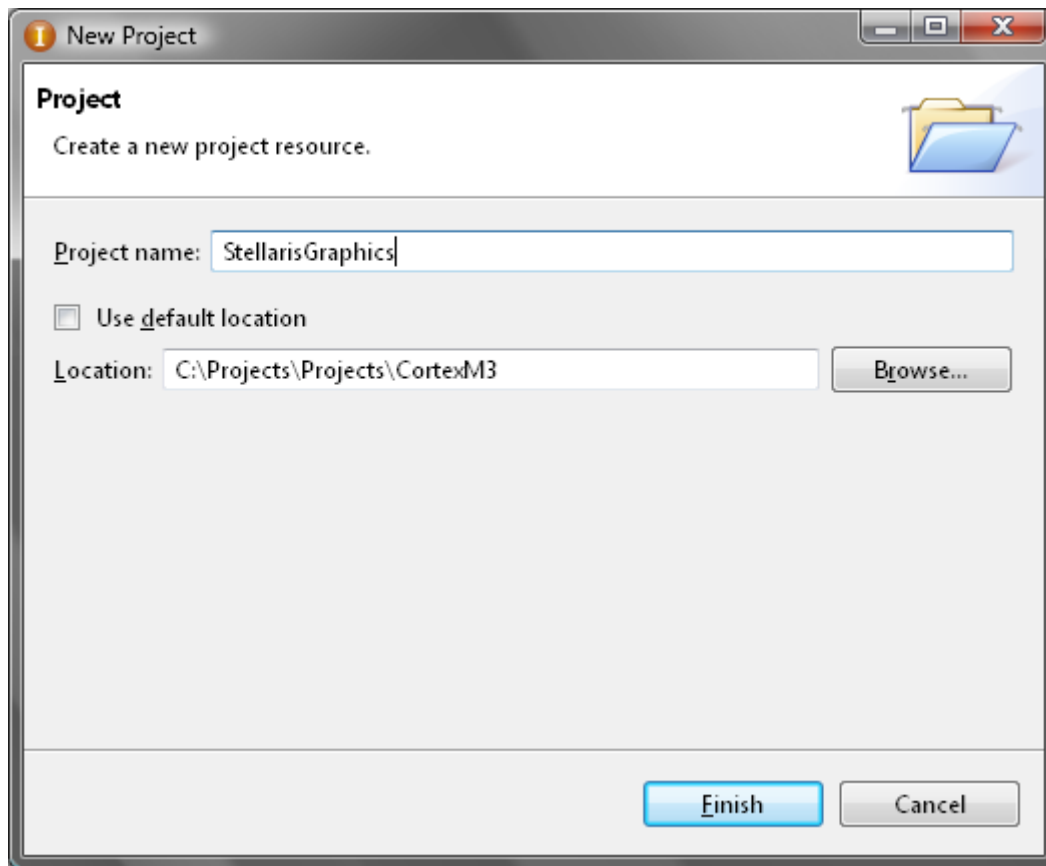 New Project
Project
Create a new project resource.
Project name: StellarisGraphics
Use default location
Location: C:\Projects\Projects\CortexM3 Browse...
Finish Cancel